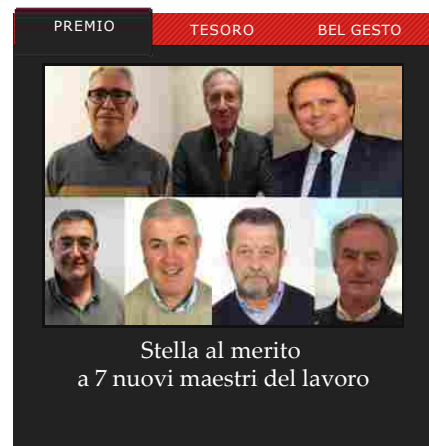 PREMIO
TESORO
BEL GESTO
Stella al merito
a 7 nuovi maestri del lavoro